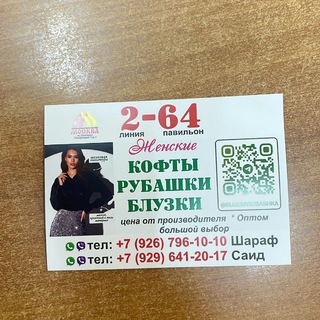 МОСКВА
2-64
линия павильон
Женские
КОФТЫ
РУБАШКИ
БЛУЗКИ
цена от производителя * Оптом
большой выбор
тел: +7 (926) 796-10-10 Шараф
тел: +7 (929) 641-20-17 Саид